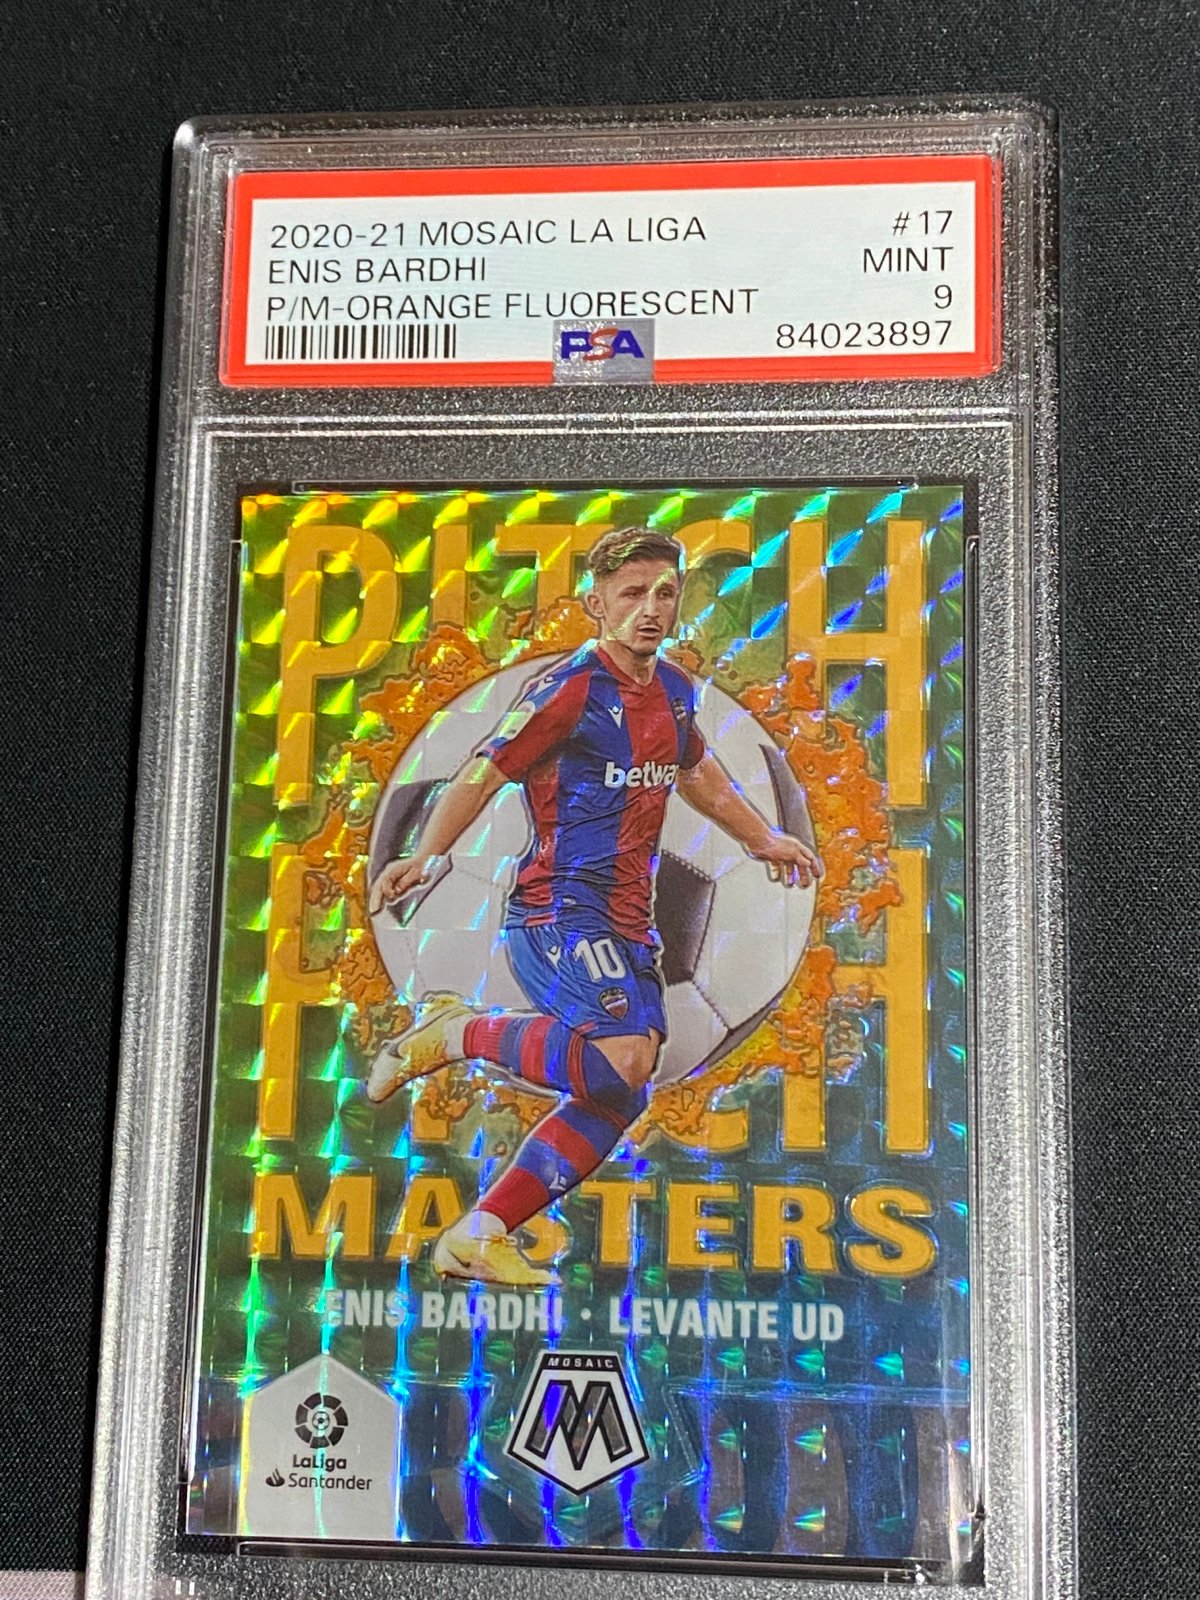 2020-21 MOSAIC LA LIGA #17
ENIS BARDHI MINT
P/M-ORANGE FLUORESCENT 9
PSA 84023897
PITCH
betwa
10
PITCH
MASTERS
ENIS BARDHI · LEVANTE UD
MOSAIC
M
LaLiga
Santander